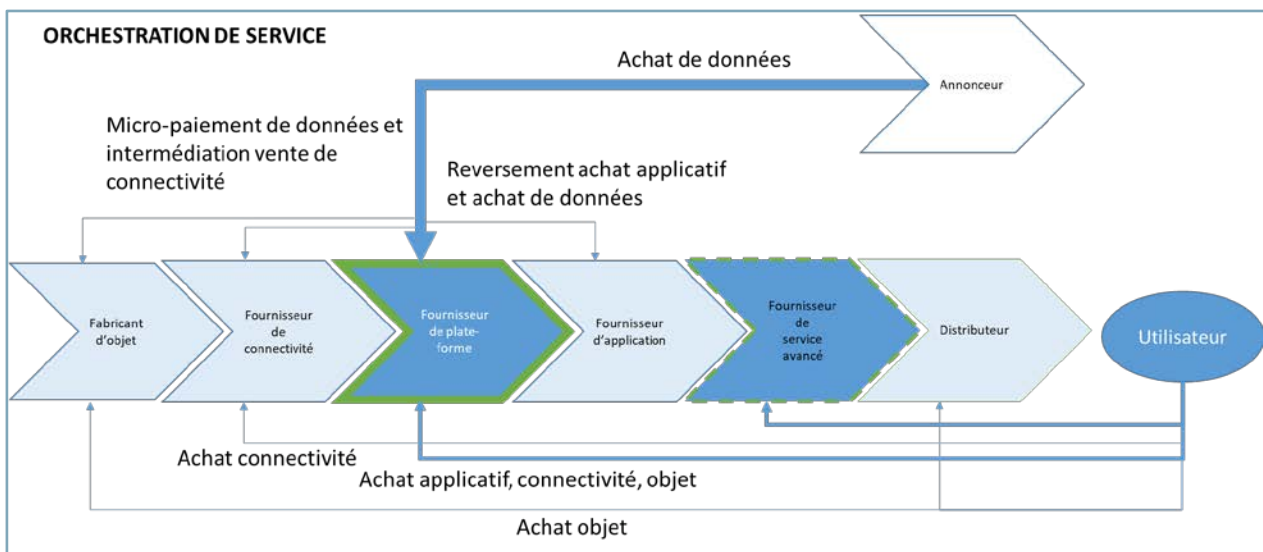 ORCHESTRATION DE SERVICE
Achat de données
Annonceur
Micro-paiement de données et
intermédiation vente de
connectivité
Reversement achat applicatif
et achat de données
Fabricant
d'objet
Fournisseur
de
connectivité
Fournisseur
de plate-
forme
Fournisseur
d'application
Fournisseur
de
service
avancé
Distributeur
Utilisateur
Achat connectivité
Achat applicatif, connectivité, objet
Achat objet